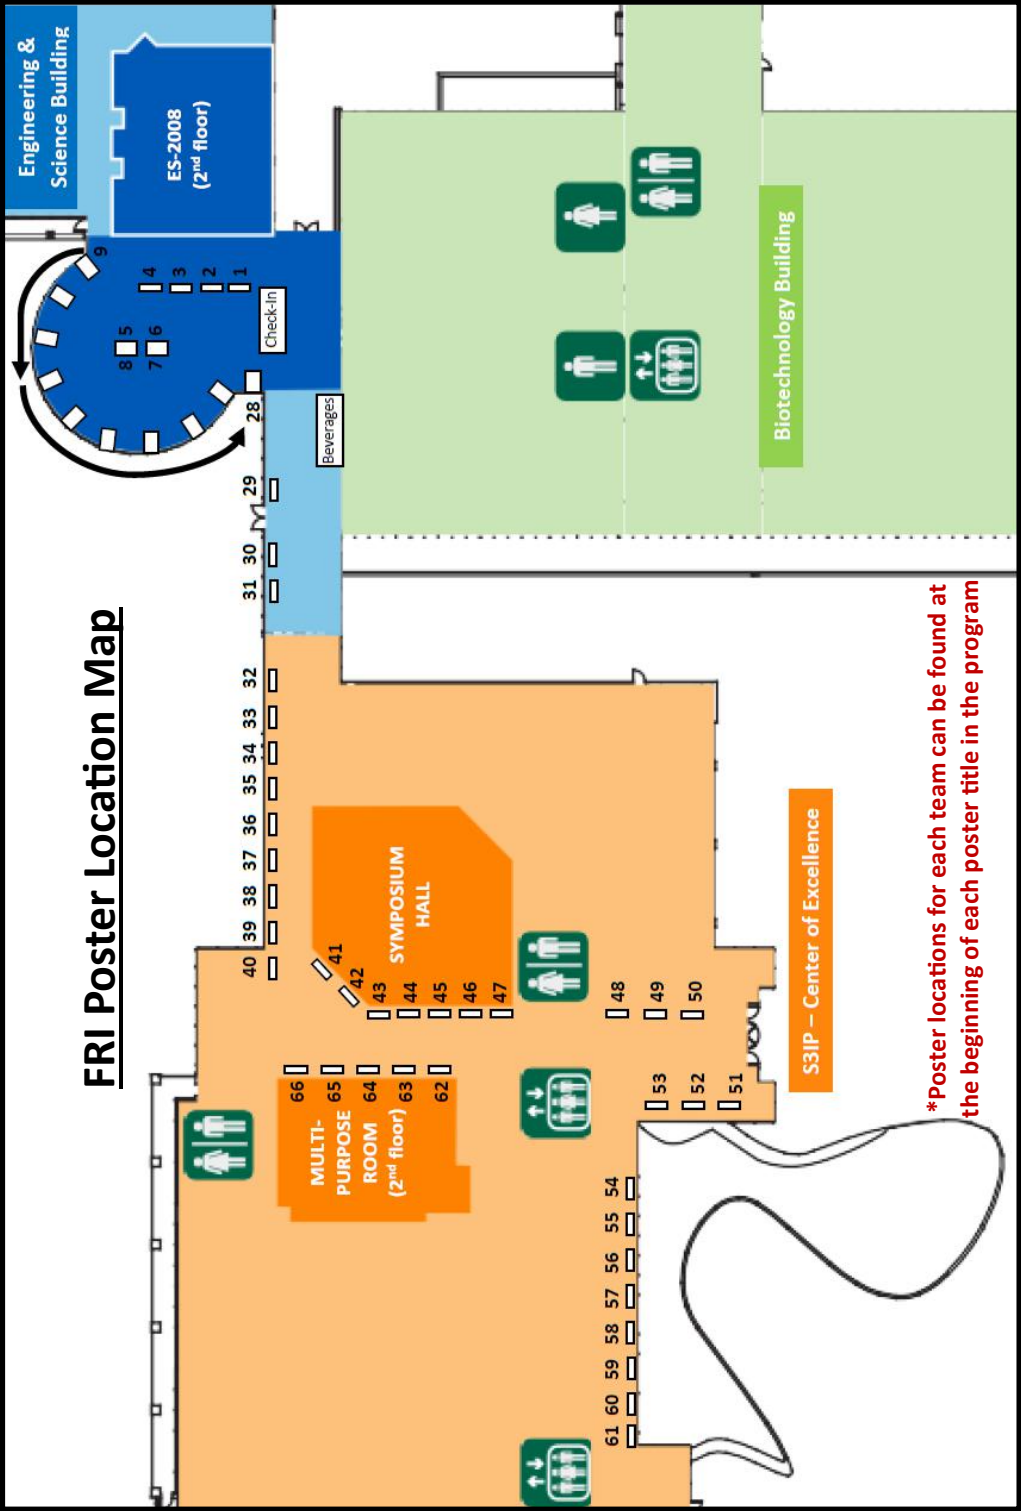 FRI Poster Location Map
Engineering &
Science Building
ES-2008
(2nd floor)
9
4
3
2
1
8 5
7 6
Check-In
Beverages
28
29
30
31
32
33
34
35
36
37
38
39
40
41
42
43
44
45
46
47
SYMPOSIUM
HALL
48
49
50
51
52
53
54
55
56
57
58
59
60
61
62
63
64
65
66
MULTI-
PURPOSE
ROOM
(2nd floor)
Biotechnology Building
S3IP – Center of Excellence
*Poster locations for each team can be found at
the beginning of each poster title in the program